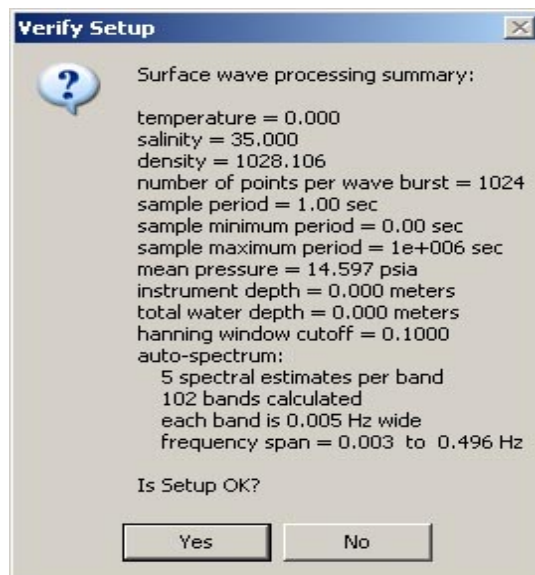 Verify Setup
Surface wave processing summary:
temperature = 0.000
salinity = 35.000
density = 1028.106
number of points per wave burst = 1024
sample period = 1.00 sec
sample minimum period = 0.00 sec
sample maximum period = 1e+006 sec
mean pressure = 14.597 psia
instrument depth = 0.000 meters
total water depth = 0.000 meters
hanning window cutoff = 0.1000
auto-spectrum:
5 spectral estimates per band
102 bands calculated
each band is 0.005 Hz wide
frequency span = 0.003 to 0.496 Hz
Is Setup OK?
Yes
No